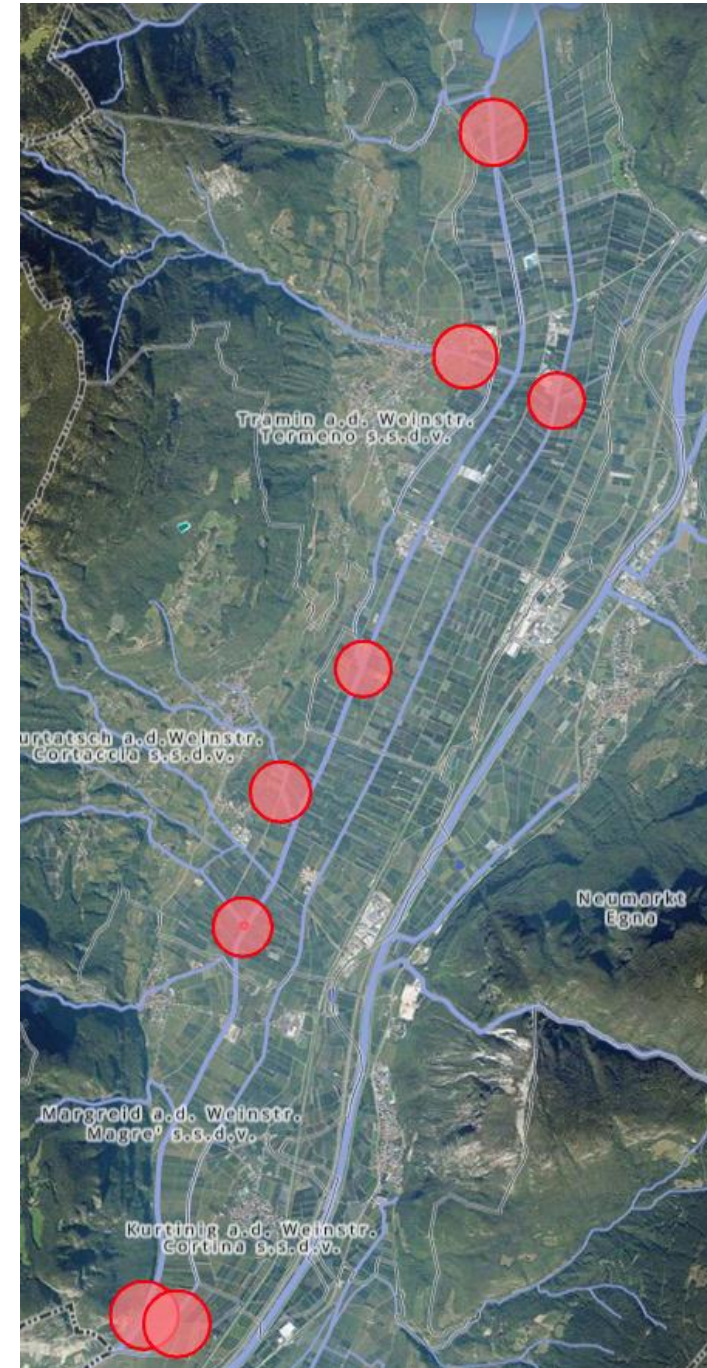 Tramin a.d. Weinstr.
Termeno s.s.d.v.
urtatsch a.d.Weinstr.
Cortaccia s.s.d.v.
Neumarkt
Egna
Margreid a.d. Weinstr.
Magre' s.s.d.v.
Kurtinig a.d. Weinstr.
Cortina s.s.d.v.